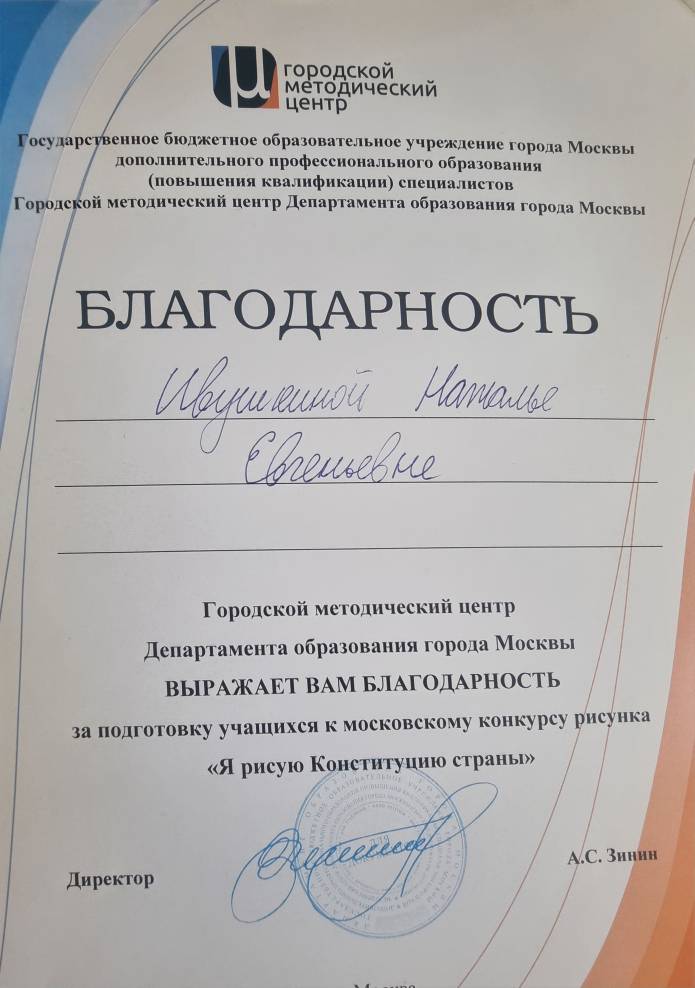 городской
методический
центр
Государственное бюджетное образовательное учреждение города Москвы
дополнительного профессионального образования
(повышения квалификации) специалистов
Городской методический центр Департамента образования города Москвы
БЛАГОДАРНОСТЬ
Ивушкиной Наталье
Евгеньевне
Городской методический центр
Департамента образования города Москвы
ВЫРАЖАЕТ ВАМ БЛАГОДАРНОСТЬ
за подготовку учащихся к московскому конкурсу рисунка
«Я рисую Конституцию страны»
Директор
А.С. Зинин